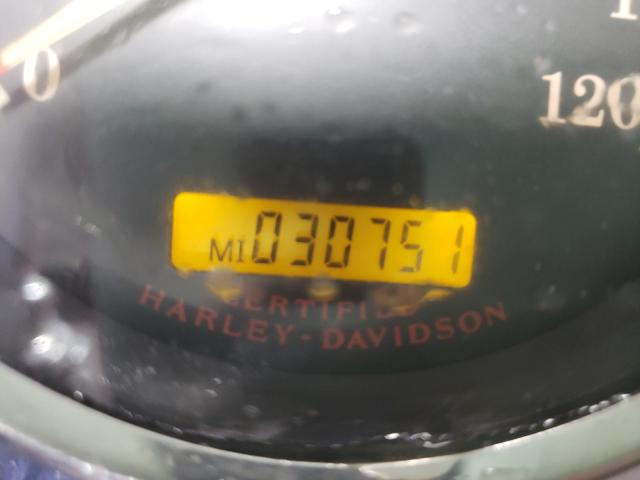 0
120
MI 030751
CERTIFIED
HARLEY-DAVIDSON